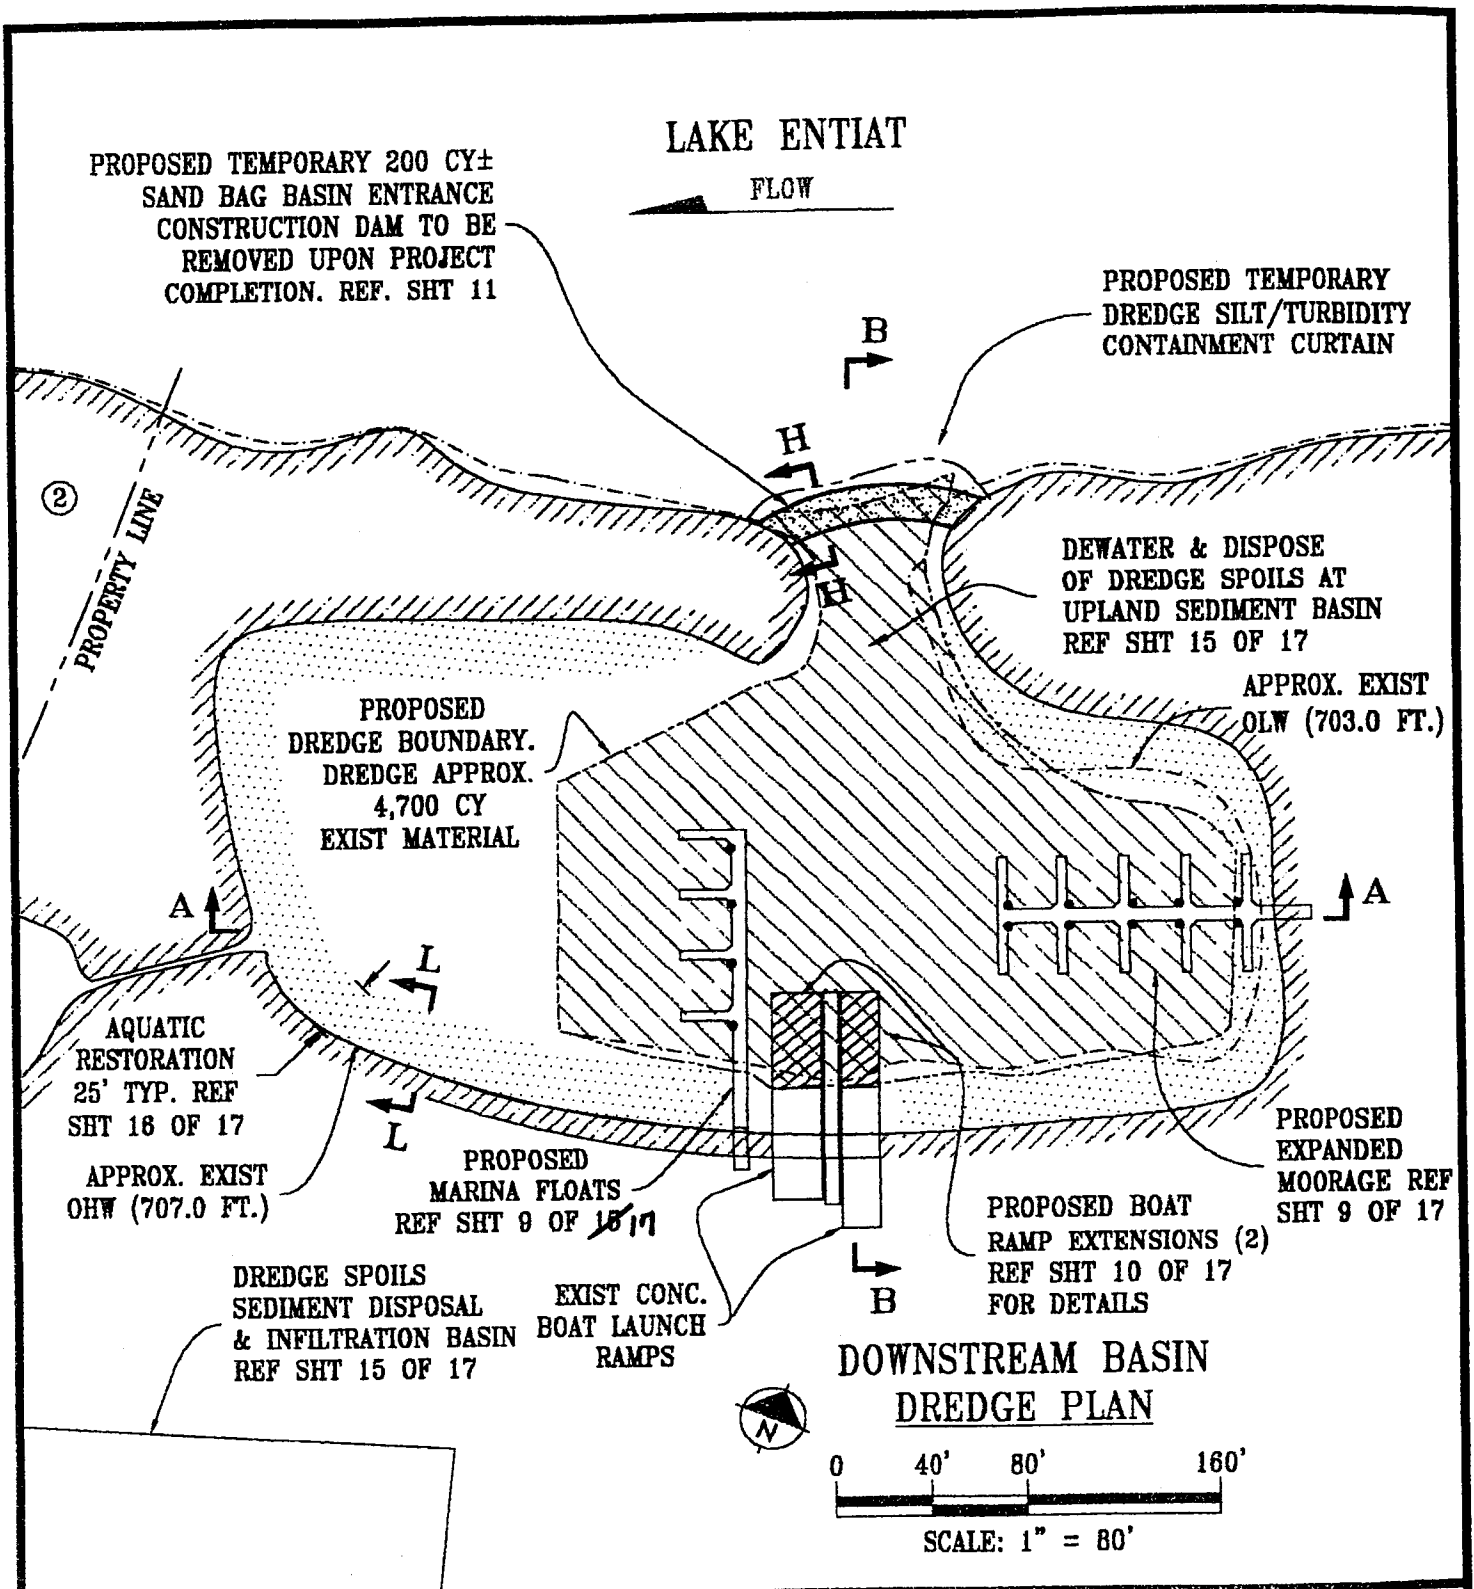 LAKE ENTIAT
FLOW
PROPOSED TEMPORARY 200 CY±
SAND BAG BASIN ENTRANCE
CONSTRUCTION DAM TO BE
REMOVED UPON PROJECT
COMPLETION. REF. SHT 11
PROPOSED TEMPORARY
DREDGE SILT/TURBIDITY
CONTAINMENT CURTAIN
B
H
2
PROPERTY LINE
DEWATER & DISPOSE
OF DREDGE SPOILS AT
UPLAND SEDIMENT BASIN
REF SHT 15 OF 17
H
APPROX. EXIST
OLW (703.0 FT.)
PROPOSED
DREDGE BOUNDARY.
DREDGE APPROX.
4,700 CY
EXIST MATERIAL
A
A
L
AQUATIC
RESTORATION
25' TYP. REF
SHT 16 OF 17
L
APPROX. EXIST
OHW (707.0 FT.)
PROPOSED
MARINA FLOATS
REF SHT 9 OF 17
PROPOSED
EXPANDED
MOORAGE REF
SHT 9 OF 17
PROPOSED BOAT
RAMP EXTENSIONS (2)
REF SHT 10 OF 17
FOR DETAILS
DREDGE SPOILS
SEDIMENT DISPOSAL
& INFILTRATION BASIN
REF SHT 15 OF 17
EXIST CONC.
BOAT LAUNCH
RAMPS
B
DOWNSTREAM BASIN
DREDGE PLAN
N
0 40' 80' 160'
SCALE: 1" = 80'